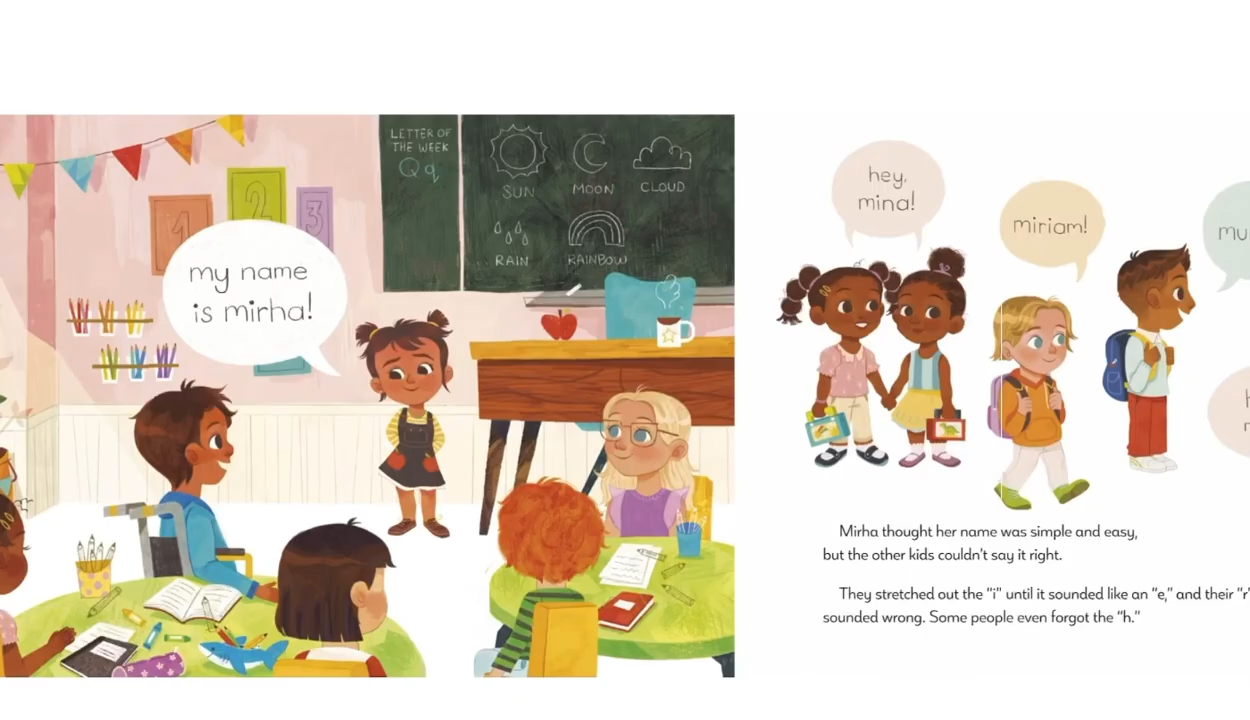 LETTER OF
THE WEEK
Qq
SUN
MOON
CLOUD
RAIN
RAINBOW
1
2
3
my name
is mirha!
hey,
mina!
miriam!
mu
Mirha thought her name was simple and easy,
but the other kids couldn't say it right.
They stretched out the "i" until it sounded like an "e," and their "r"
sounded wrong. Some people even forgot the "h."